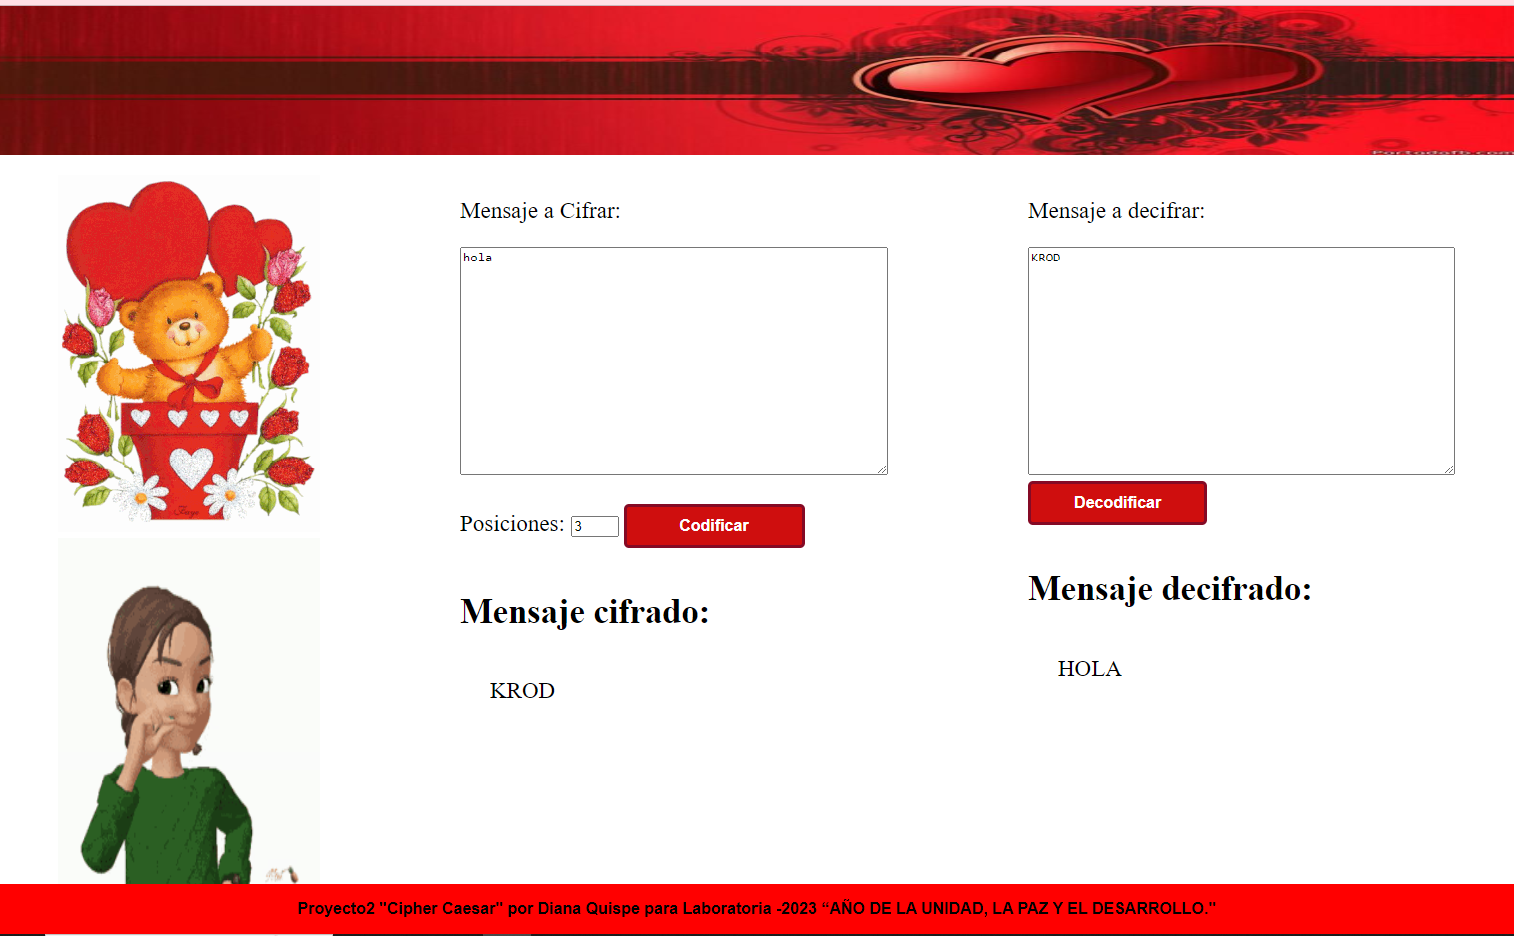 Mensaje a Cifrar:
hola
Posiciones: 3 Codificar
Mensaje cifrado:
KROD
Mensaje a decifrar:
KROD
Decodificar
Mensaje decifrado:
HOLA
Proyecto2 "Cipher Caesar" por Diana Quispe para Laboratoria -2023 “AÑO DE LA UNIDAD, LA PAZ Y EL DESARROLLO."